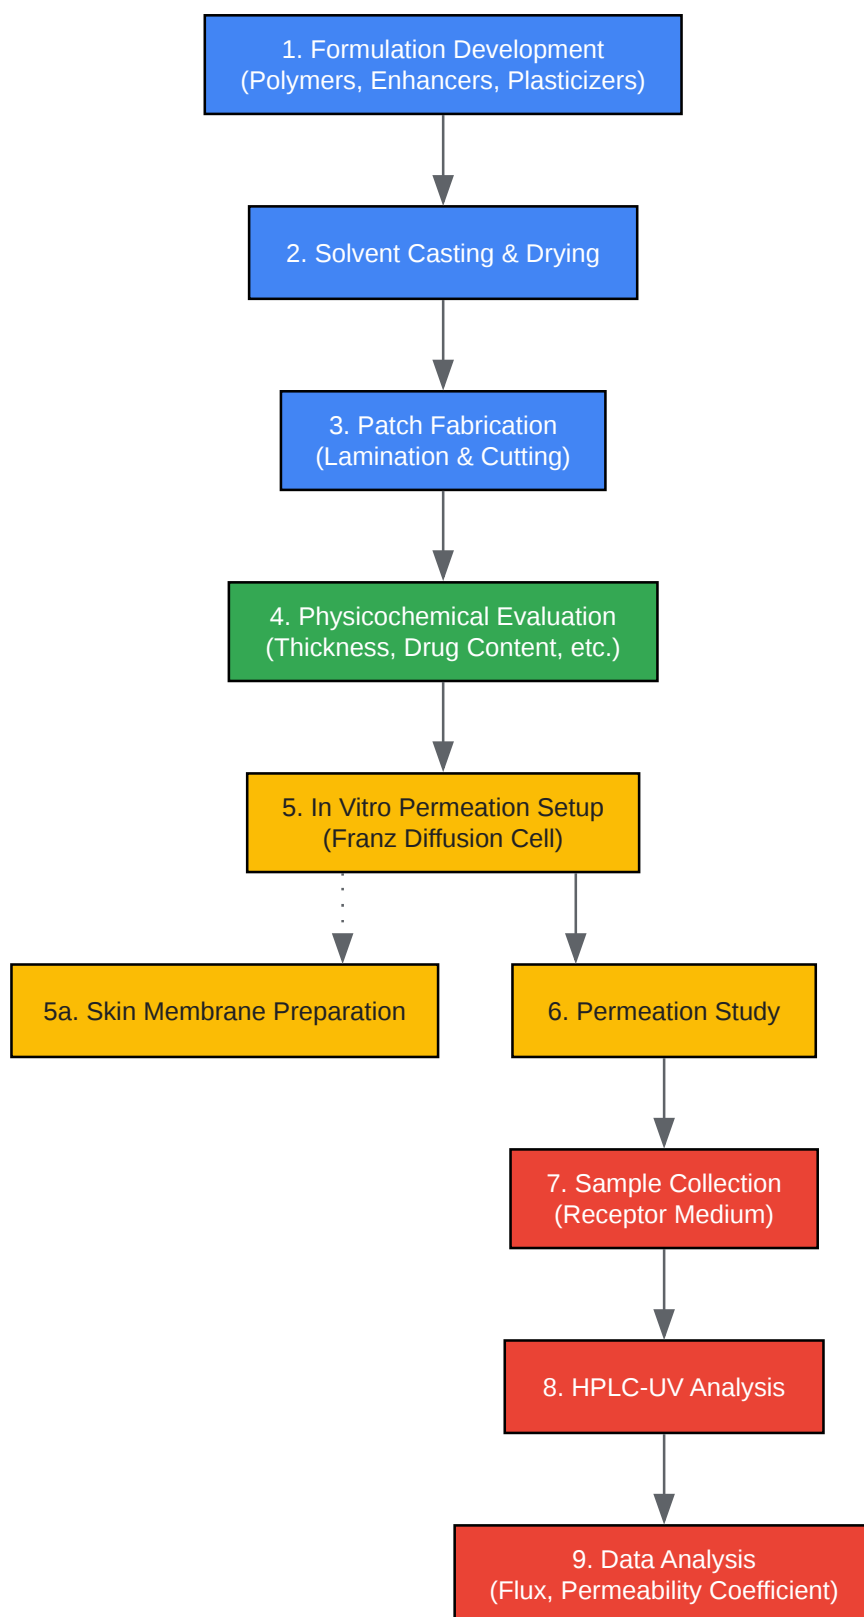 1. Formulation Development
(Polymers, Enhancers, Plasticizers)
2. Solvent Casting & Drying
3. Patch Fabrication
(Lamination & Cutting)
4. Physicochemical Evaluation
(Thickness, Drug Content, etc.)
5. In Vitro Permeation Setup
(Franz Diffusion Cell)
5a. Skin Membrane Preparation
6. Permeation Study
7. Sample Collection
(Receptor Medium)
8. HPLC-UV Analysis
9. Data Analysis
(Flux, Permeability Coefficient)